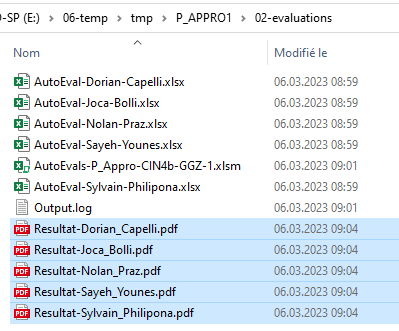 O-SP (E:) > 06-temp > tmp > P_APPRO1 > 02-evaluations
Nom Modifié le
AutoEval-Dorian-Capelli.xlsx 06.03.2023 08:59
AutoEval-Joca-Bolli.xlsx 06.03.2023 08:59
AutoEval-Nolan-Praz.xlsx 06.03.2023 08:59
AutoEval-Sayeh-Younes.xlsx 06.03.2023 08:59
AutoEvals-P_Appro-CIN4b-GGZ-1.xlsm 06.03.2023 09:01
AutoEval-Sylvain-Philipona.xlsx 06.03.2023 08:59
Output.log 06.03.2023 09:01
PDF Resultat-Dorian_Capelli.pdf 06.03.2023 09:04
PDF Resultat-Joca_Bolli.pdf 06.03.2023 09:04
PDF Resultat-Nolan_Praz.pdf 06.03.2023 09:04
PDF Resultat-Sayeh_Younes.pdf 06.03.2023 09:04
PDF Resultat-Sylvain_Philipona.pdf 06.03.2023 09:04